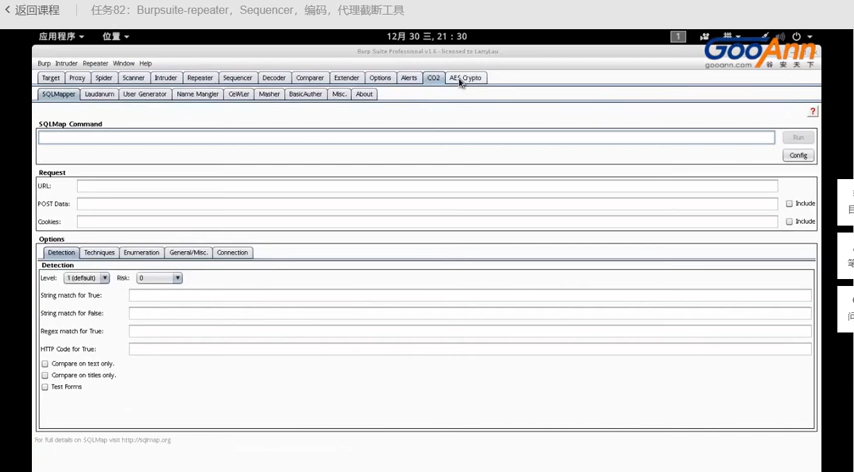 返回课程 任务82：Burpsuite-repeater，Sequencer，编码，代理截断工具
应用程序 位置 12月 30 三, 21 : 30 1
Burp Suite Professional v1.6 - licensed to LarryLau
GooAnn
gooann.com 谷安天下
Burp Intruder Repeater Window Help
Target Proxy Spider Scanner Intruder Repeater Sequencer Decoder Comparer Extender Options Alerts CO2 AES Crypto
SQLMapper Laudanum User Generator Name Mangler CeWLer Masher BasicAuther Misc. About
?
SQLMap Command
Run
Config
Request
URL:
POST Data: Include
Cookies: Include
Options
Detection Techniques Enumeration General/Misc. Connection
Detection
Level: 1 (default) Risk: 0
String match for True:
String match for False:
Regex match for True:
HTTP Code for True:
Compare on text only.
Compare on titles only.
Test Forms
For full details on SQLMap visit http://sqlmap.org